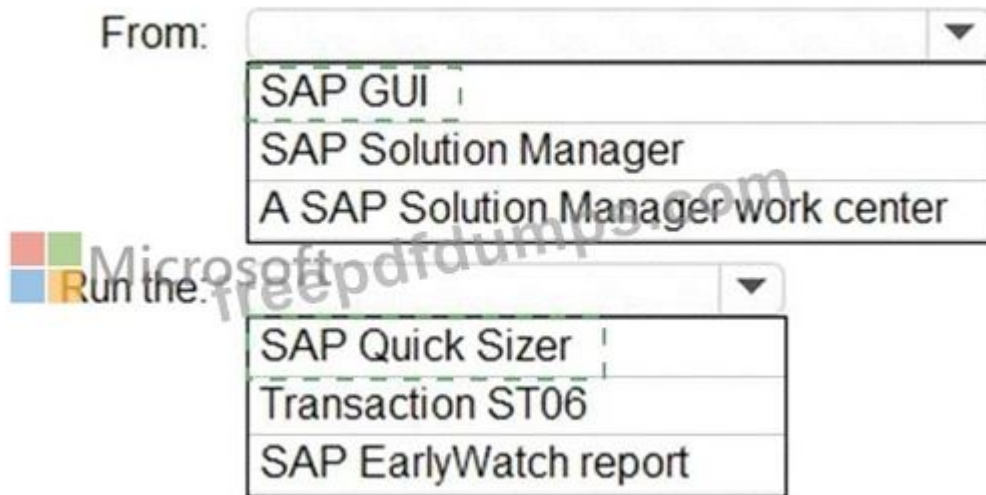 From:
SAP GUI
SAP Solution Manager
A SAP Solution Manager work center
Microsoft
freepdfdumps.com
Run the:
SAP Quick Sizer
Transaction ST06
SAP EarlyWatch report